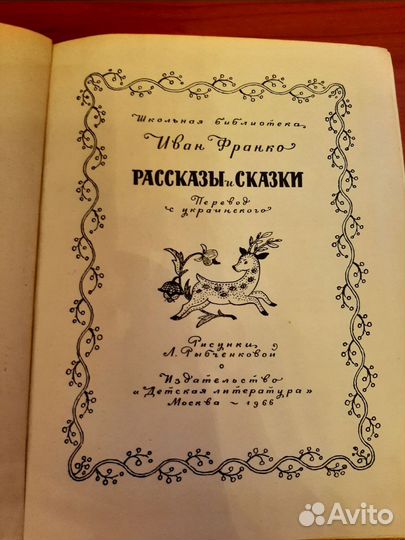 Школьная библиотека
Иван Франко
РАССКАЗЫ и СКАЗКИ
Перевод
с украинского
Рисунки
Л. Рыбченковой
Издательство
«Детская литература»
Москва ~ 1966
Avito